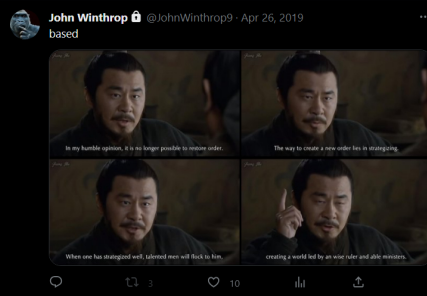 John Winthrop @JohnWinthrop9 · Apr 26, 2019
based
In my humble opinion, it is no longer possible to restore order.
The way to create a new order lies in strategizing.
When one has strategized well, talented men will flock to him,
creating a world led by an wise ruler and able ministers.
3 10